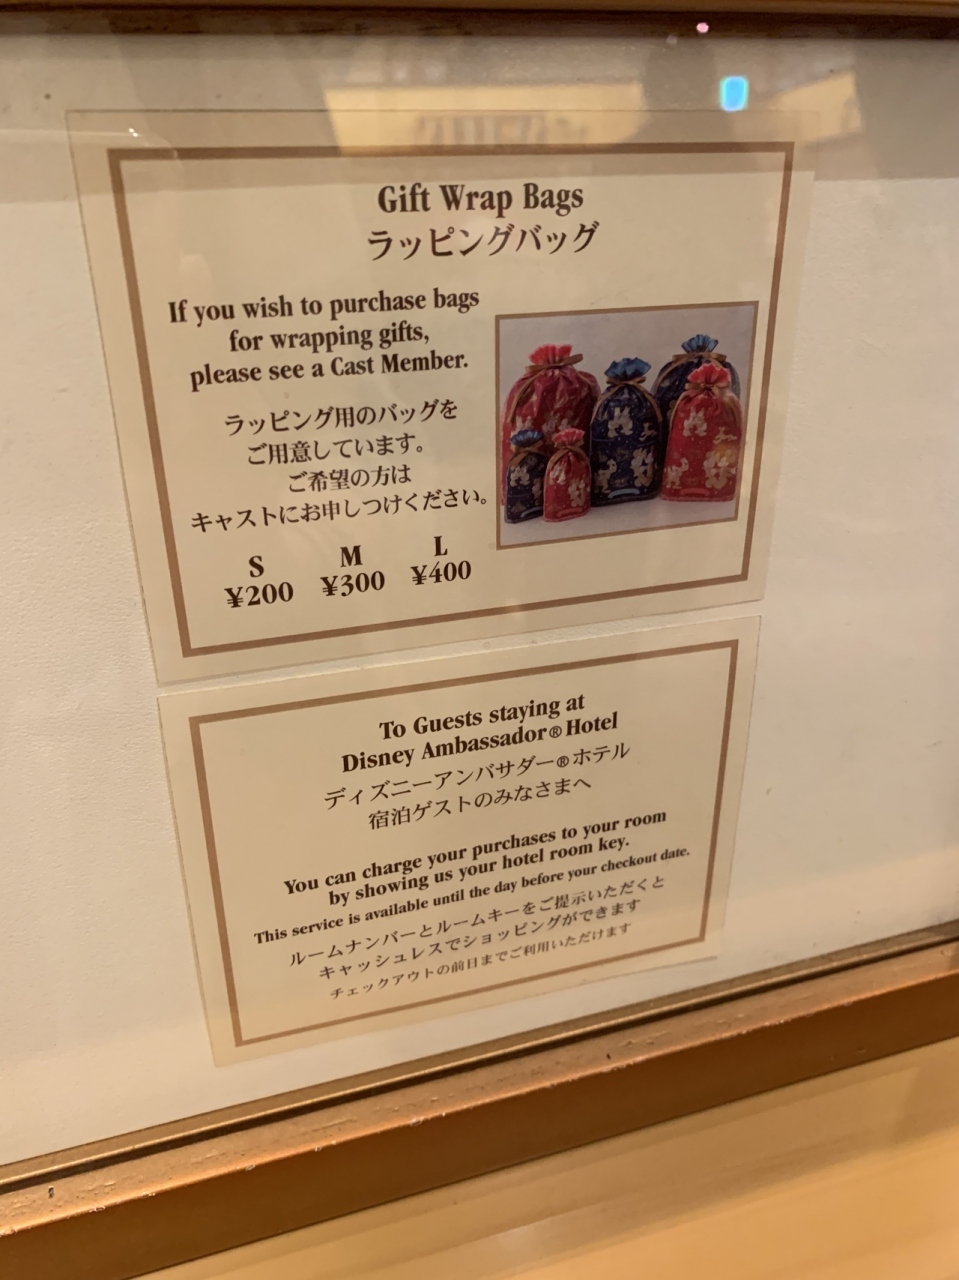 Gift Wrap Bags
ラッピングバッグ
If you wish to purchase bags
for wrapping gifts,
please see a Cast Member.
ラッピング用のバッグを
ご用意しています。
ご希望の方は
キャストにお申しつけください。
S M L
¥200 ¥300 ¥400
To Guests staying at
Disney Ambassador® Hotel
ディズニーアンバサダー®ホテル
宿泊ゲストのみなさまへ
You can charge your purchases to your room
by showing us your hotel room key.
This service is available until the day before your checkout date.
ルームナンバーとルームキーをご提示いただくと
キャッシュレスでショッピングができます
チェックアウトの前日までご利用いただけます